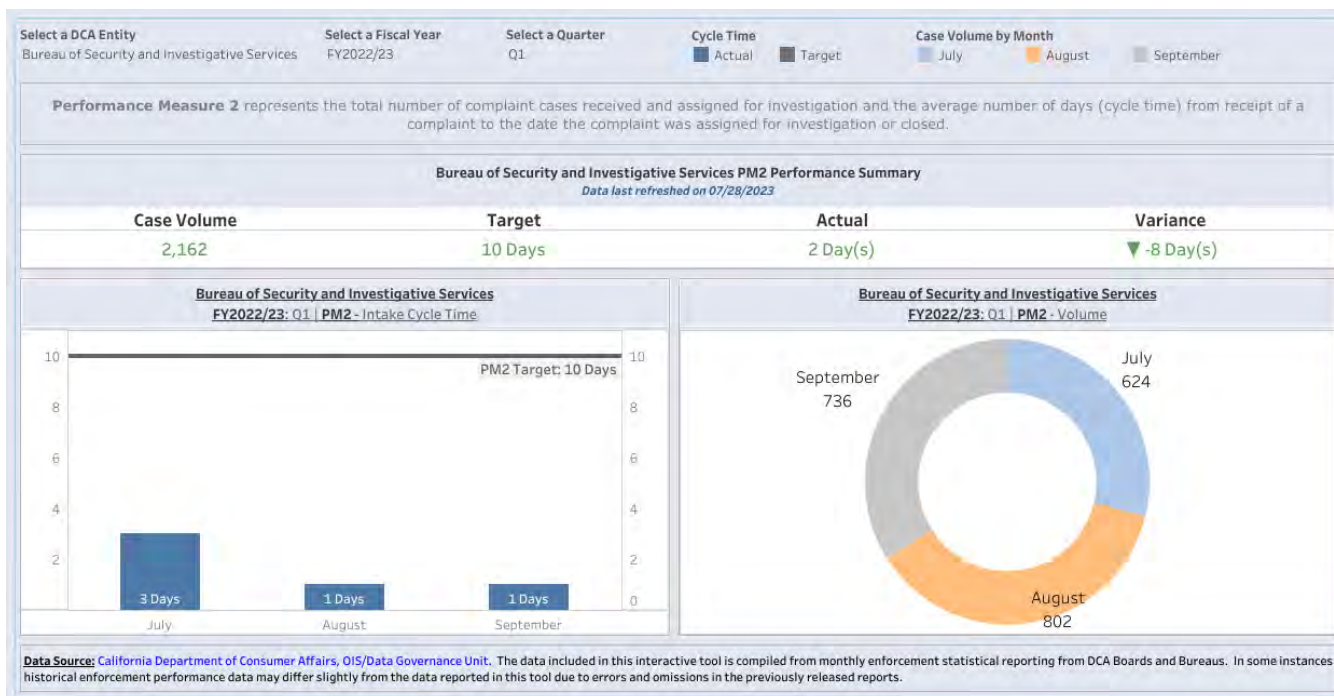 Select a DCA Entity
Bureau of Security and Investigative Services
Select a Fiscal Year
FY2022/23
Select a Quarter
Q1
Cycle Time
Actual Target
Case Volume by Month
July August September
Performance Measure 2 represents the total number of complaint cases received and assigned for investigation and the average number of days (cycle time) from receipt of a
complaint to the date the complaint was assigned for investigation or closed.
Bureau of Security and Investigative Services PM2 Performance Summary
Data last refreshed on 07/28/2023
Case Volume Target Actual Variance
2,162 10 Days 2 Day(s) ▼ -8 Day(s)
Bureau of Security and Investigative Services
FY2022/23: Q1 | PM2 - Intake Cycle Time
10
8
6
4
2
PM2 Target: 10 Days
10
8
6
4
2
0
3 Days 1 Days 1 Days
July August September
Bureau of Security and Investigative Services
FY2022/23: Q1 | PM2 - Volume
July
624
September
736
August
802
Data Source: California Department of Consumer Affairs, OIS/Data Governance Unit. The data included in this interactive tool is compiled from monthly enforcement statistical reporting from DCA Boards and Bureaus. In some instances
historical enforcement performance data may differ slightly from the data reported in this tool due to errors and omissions in the previously released reports.